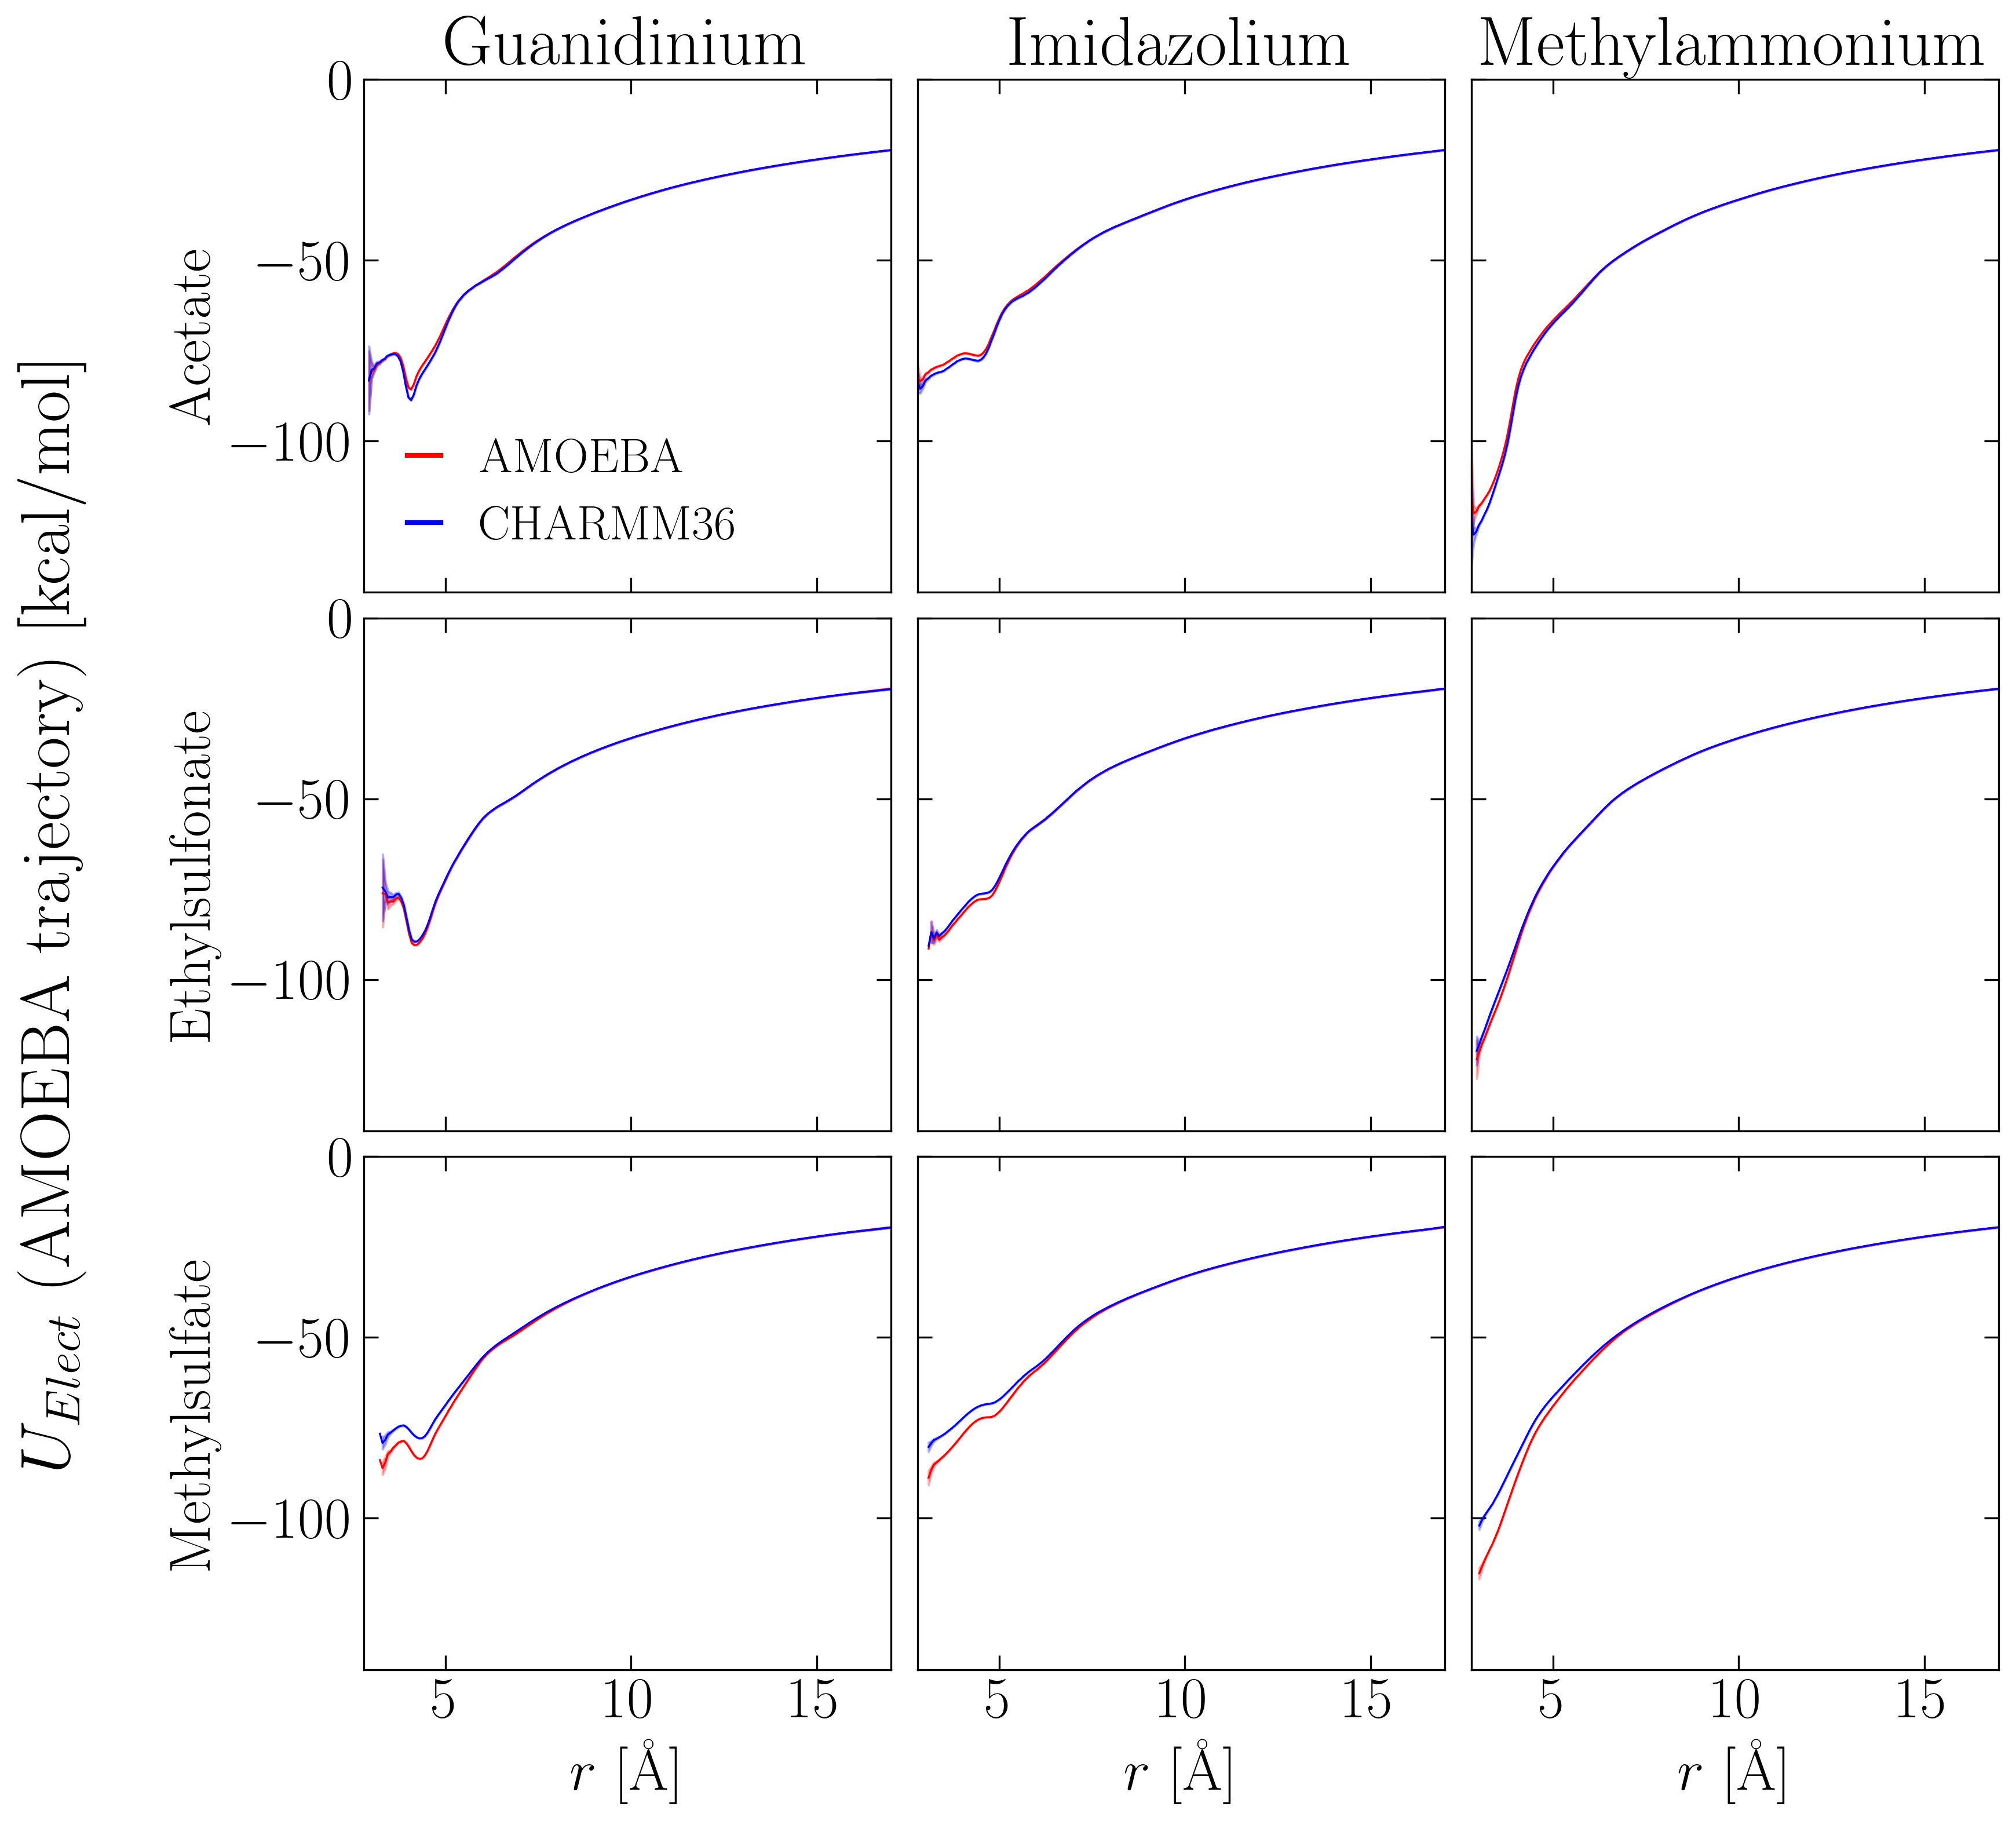 Guanidinium Imidazolium Methylammonium
U_Elect (AMOEBA trajectory) [kcal/mol]
Acetate
0
−50
−100
AMOEBA
CHARMM36
Ethylsulfonate
0
−50
−100
Methylsulfate
0
−50
−100
5 10 15 5 10 15 5 10 15
r [Å] r [Å] r [Å]